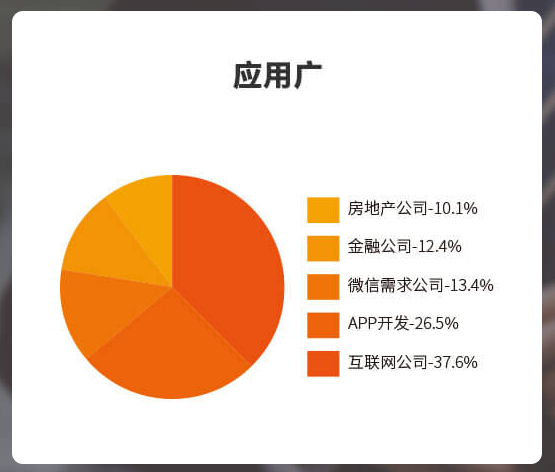 应用广
房地产公司-10.1%
金融公司-12.4%
微信需求公司-13.4%
APP开发-26.5%
互联网公司-37.6%